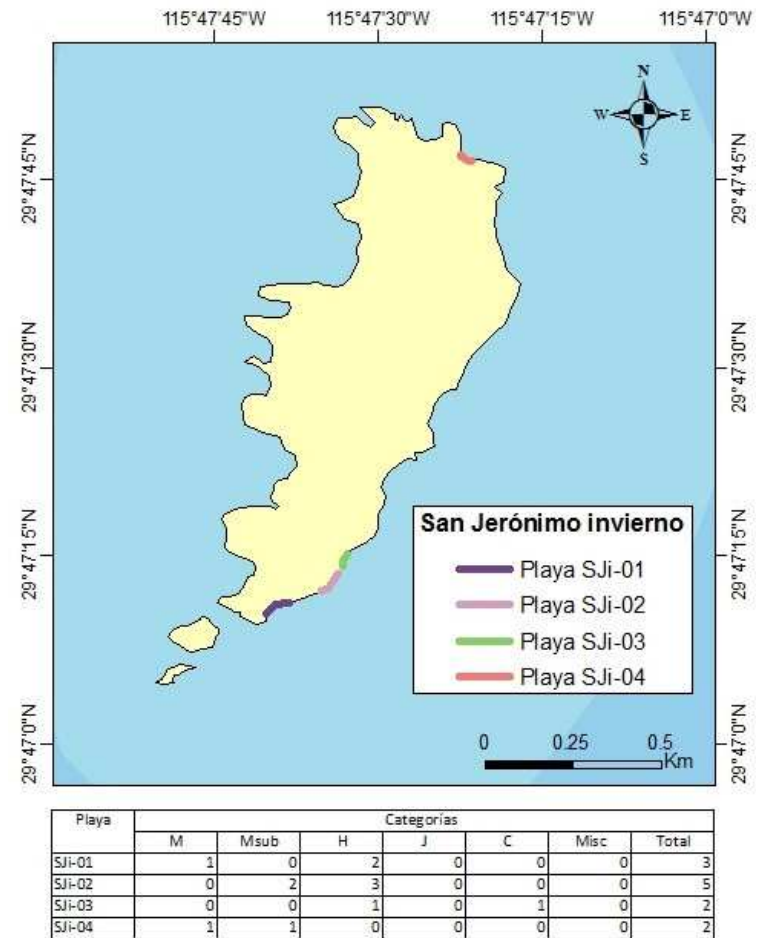 115°47'45"W 115°47'30"W 115°47'15"W 115°47'0"W
N
W E
S
29°47'45"N 29°47'45"N
29°47'30"N 29°47'30"N
29°47'15"N 29°47'15"N
29°47'0"N 29°47'0"N
San Jerónimo invierno
Playa SJi-01
Playa SJi-02
Playa SJi-03
Playa SJi-04
0 0.25 0.5
Km
Playa Categorías
M Msub H J C Misc Total
SJi-01 1 0 2 0 0 0 3
SJi-02 0 2 3 0 0 0 5
SJi-03 0 0 1 0 1 0 2
SJi-04 1 1 0 0 0 0 2